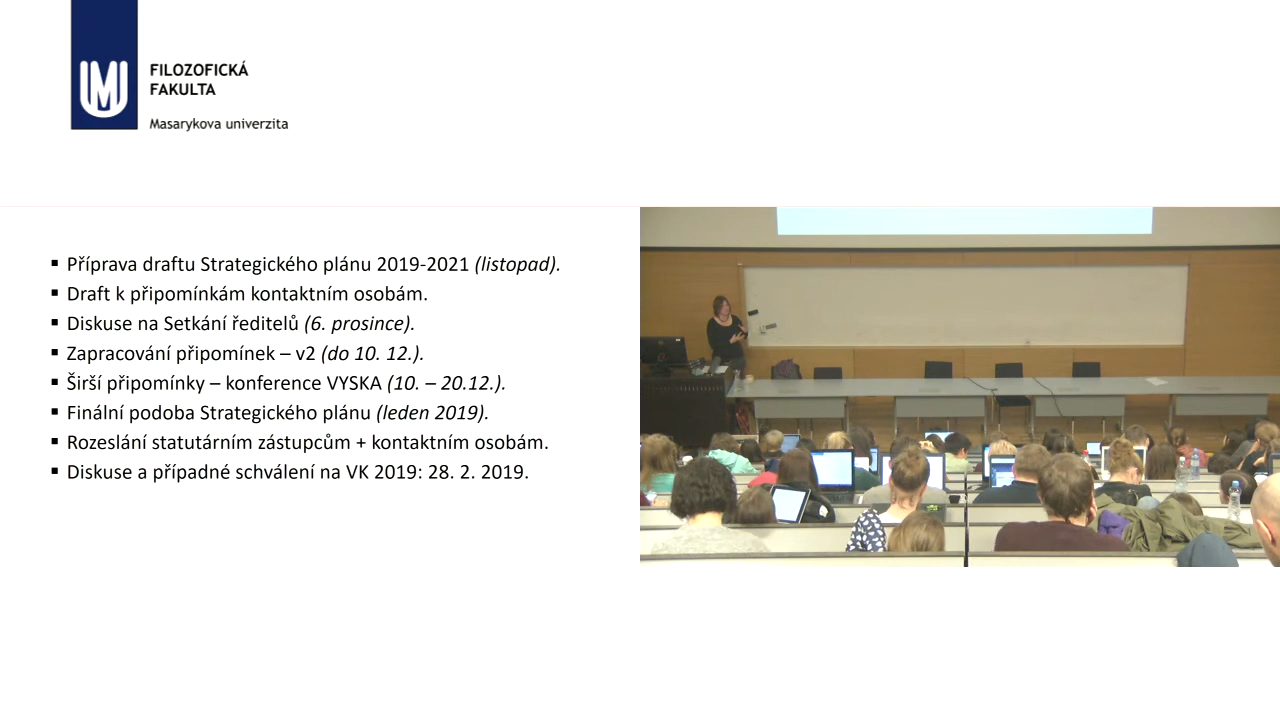 FILOZOFICKÁ
FAKULTA
Masarykova univerzita
▪ Příprava draftu Strategického plánu 2019-2021 (listopad).
▪ Draft k připomínkám kontaktním osobám.
▪ Diskuse na Setkání ředitelů (6. prosince).
▪ Zapracování připomínek – v2 (do 10. 12.).
▪ Širší připomínky – konference VYSKA (10. – 20.12.).
▪ Finální podoba Strategického plánu (leden 2019).
▪ Rozeslání statutárním zástupcům + kontaktním osobám.
▪ Diskuse a případné schválení na VK 2019: 28. 2. 2019.